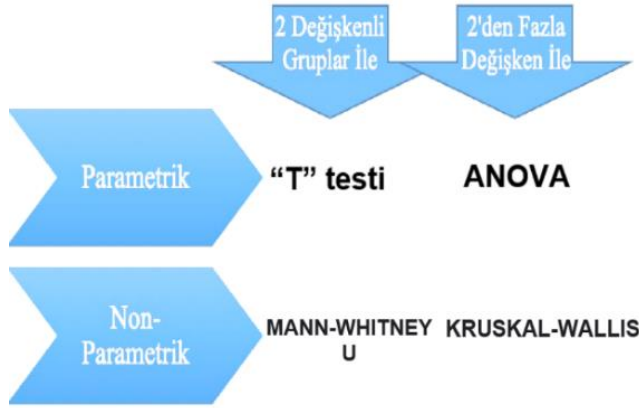 2 Değişkenli
Gruplar İle
2'den Fazla
Değişken İle
Parametrik
“T” testi
ANOVA
Non-
Parametrik
MANN-WHITNEY
U
KRUSKAL-WALLIS